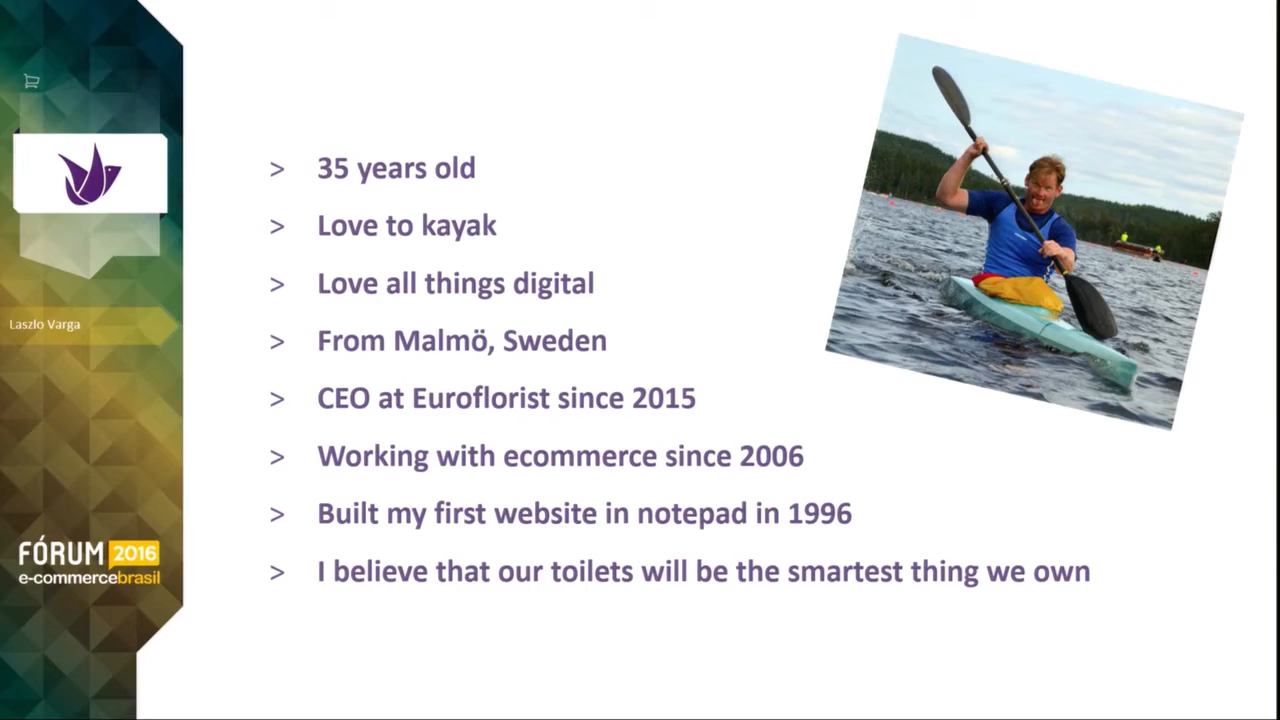 Laszlo Varga
FÓRUM 2016
e-commercebrasil
> 35 years old
> Love to kayak
> Love all things digital
> From Malmö, Sweden
> CEO at Euroflorist since 2015
> Working with ecommerce since 2006
> Built my first website in notepad in 1996
> I believe that our toilets will be the smartest thing we own